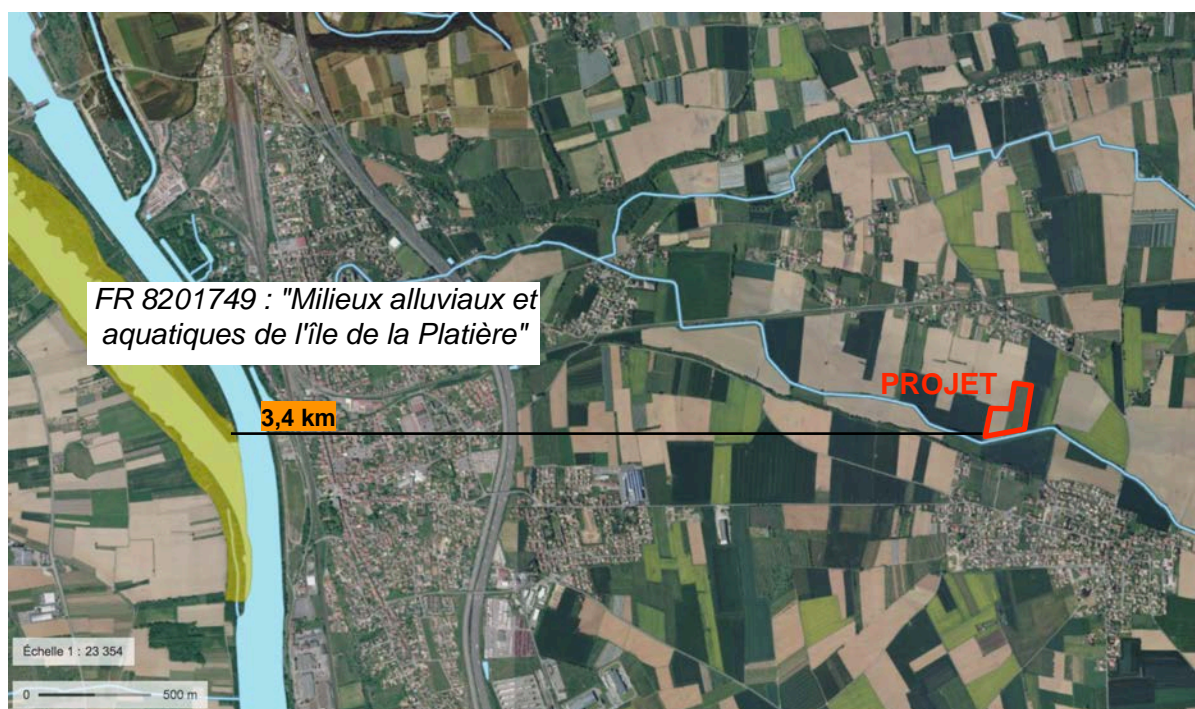 FR 8201749 : "Milieux alluviaux et
aquatiques de l'île de la Platière"
PROJET
3,4 km
Échelle 1 : 23 354
0 500 m